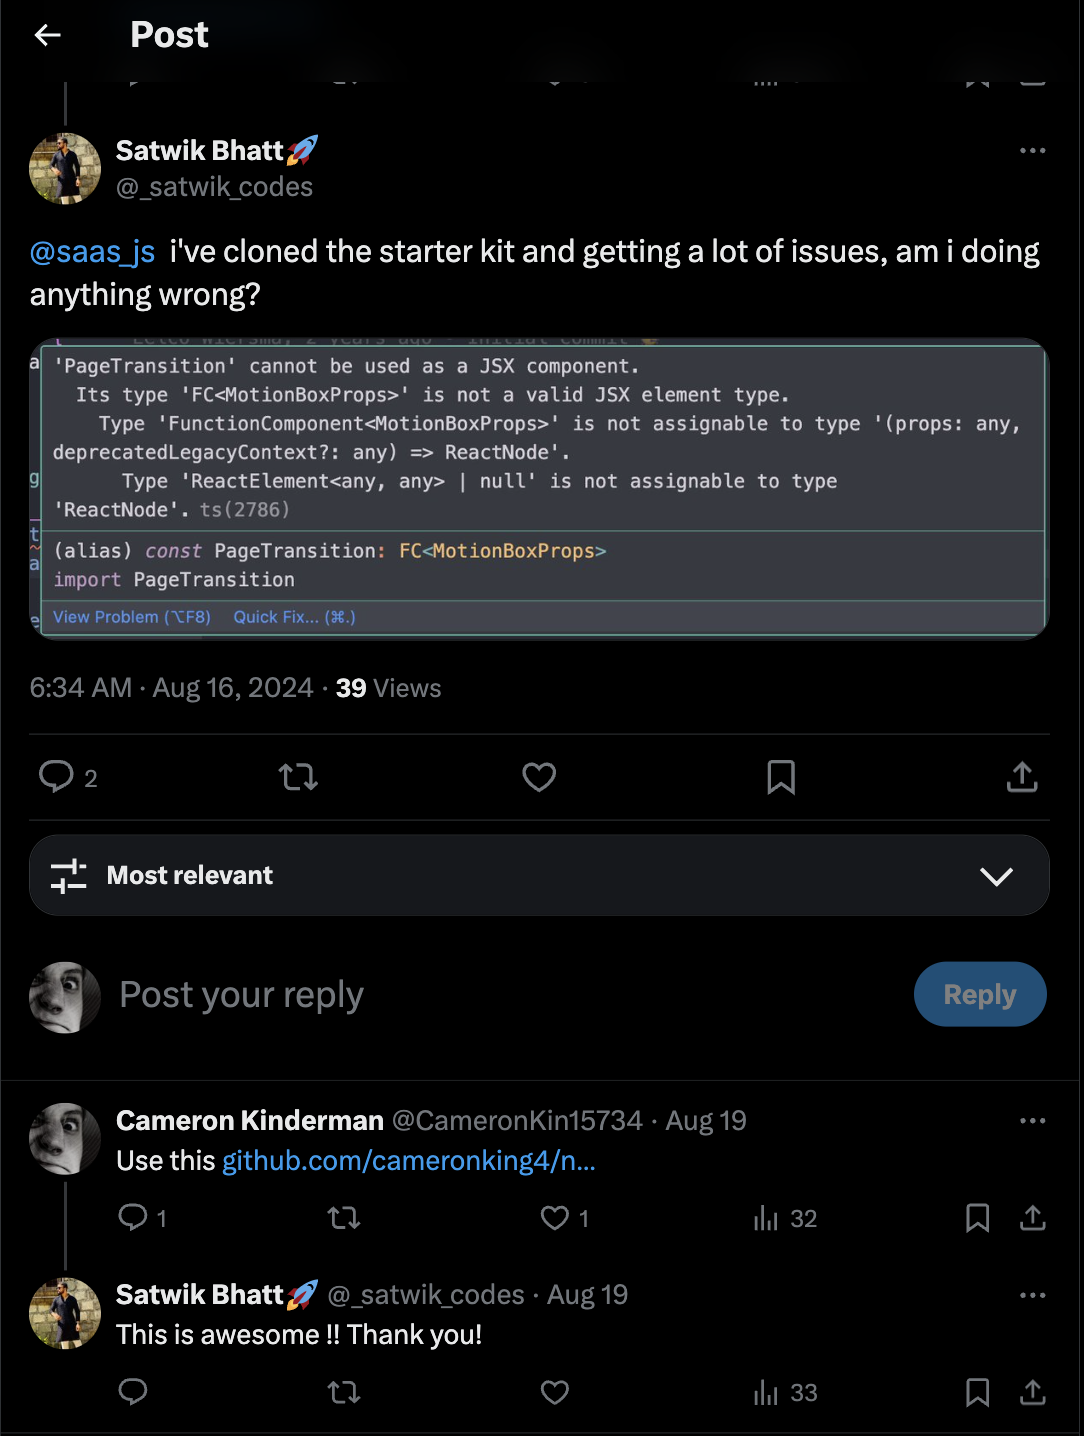 Post
Satwik Bhatt🚀
@_satwik_codes
@saas_js i've cloned the starter kit and getting a lot of issues, am i doing
anything wrong?
'PageTransition' cannot be used as a JSX component.
Its type 'FC<MotionBoxProps>' is not a valid JSX element type.
Type 'FunctionComponent<MotionBoxProps>' is not assignable to type '(props: any,
deprecatedLegacyContext?: any) => ReactNode'.
Type 'ReactElement<any, any> | null' is not assignable to type
'ReactNode'. ts(2786)
(alias) const PageTransition: FC<MotionBoxProps>
import PageTransition
View Problem (⌥F8) Quick Fix... (⌘.)
6:34 AM · Aug 16, 2024 · 39 Views
2
Most relevant
Post your reply
Reply
Cameron Kinderman @CameronKin15734 · Aug 19
Use this github.com/cameronking4/n...
1 1 32
Satwik Bhatt🚀 @_satwik_codes · Aug 19
This is awesome !! Thank you!
33